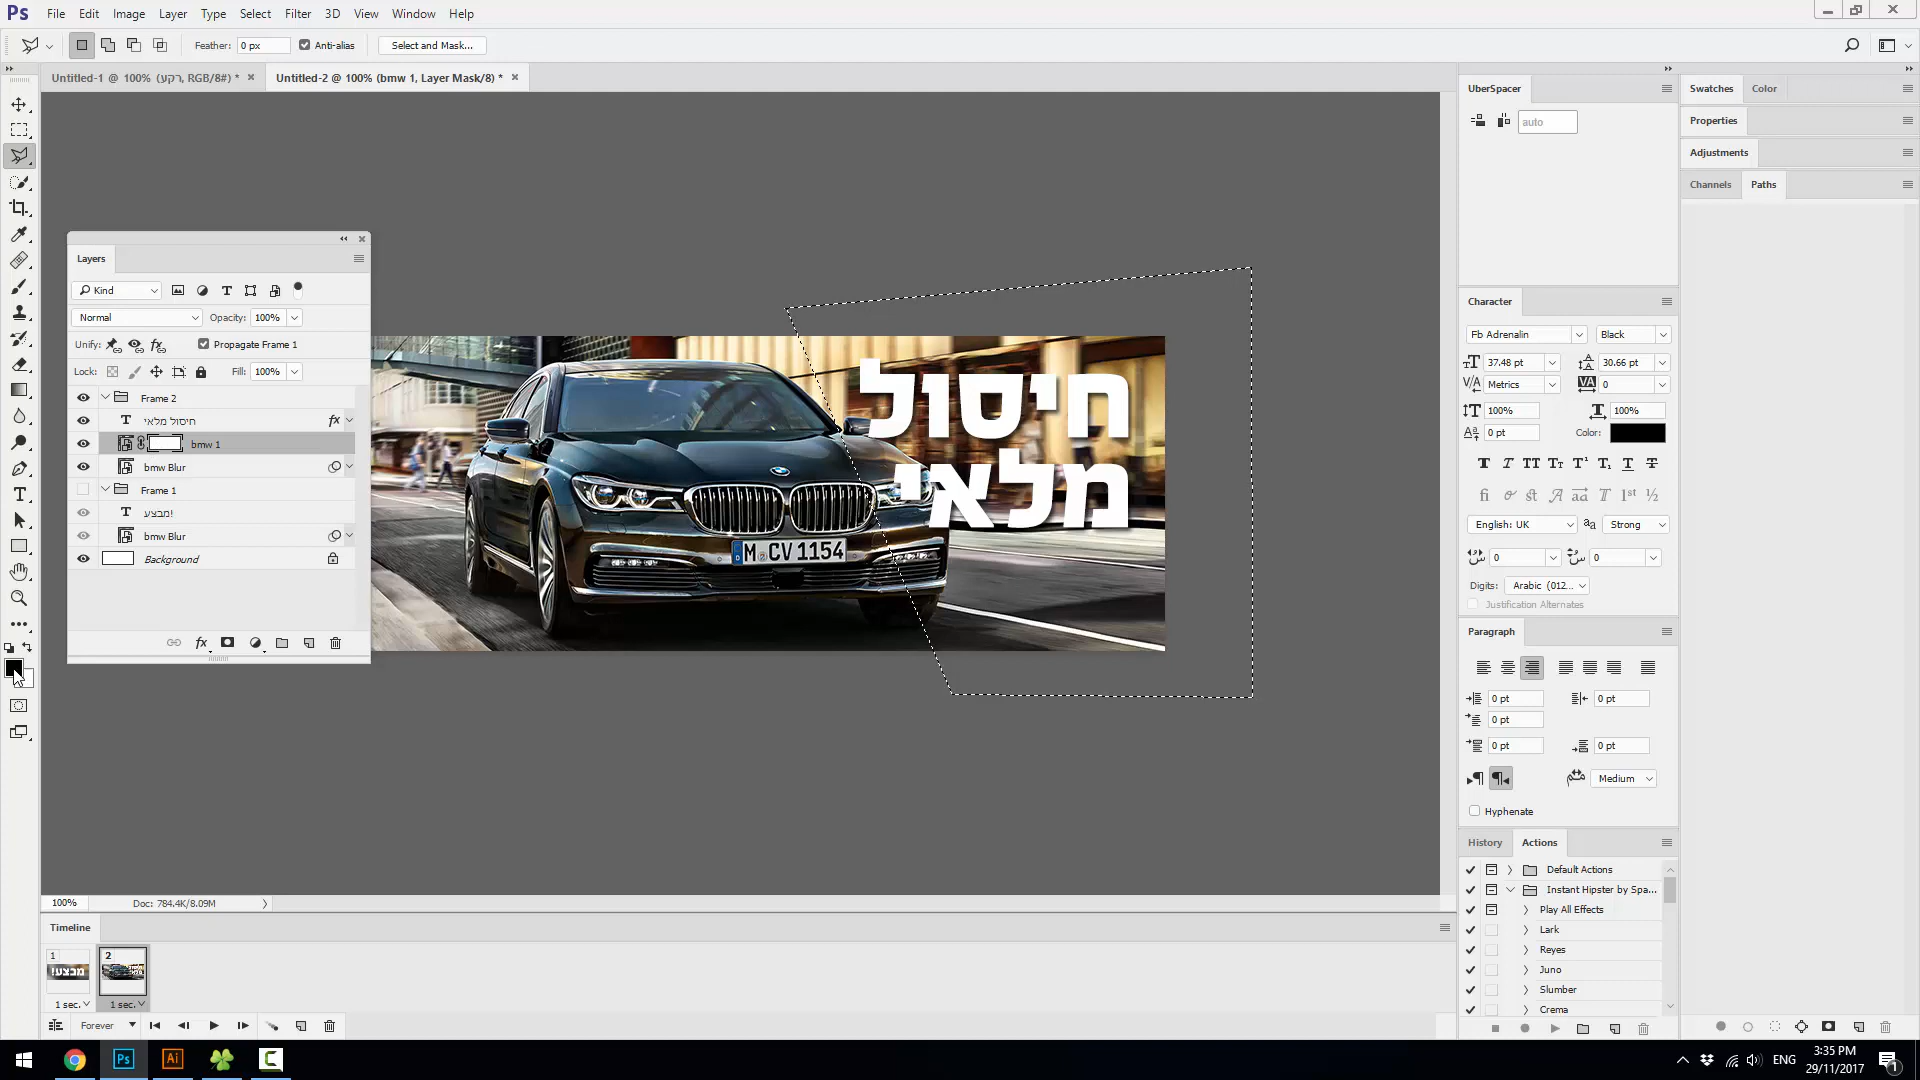 Ps File Edit Image Layer Type Select Filter 3D View Window Help
Feather: 0 px Anti-alias Select and Mask...
Untitled-1 @ 100% (רקע, RGB/8#) * × Untitled-2 @ 100% (bmw 1, Layer Mask/8) * ×
Layers
Kind
Normal Opacity: 100%
Unify: Propagate Frame 1
Lock: Fill: 100%
Frame 2
חיסול מלאי fx
bmw 1
bmw Blur
Frame 1
מבצע!
bmw Blur
Background
fx
חיסול
מלאי
M CV 1154
100% Doc: 784.4K/8.09M
Timeline
1 2
מבצע!
1 sec. 1 sec.
Forever
UberSpacer
auto
Character
Fb Adrenalin Black
37.48 pt 30.66 pt
Metrics 0
100% 100%
0 pt Color:
English: UK Strong
0 0
Digits: Arabic (012...
Justification Alternates
Paragraph
0 pt 0 pt
0 pt
0 pt 0 pt
Medium
Hyphenate
History Actions
Default Actions
Instant Hipster by Spa...
Play All Effects
Lark
Reyes
Juno
Slumber
Crema
Swatches Color
Properties
Adjustments
Channels Paths
Ps Ai C
ENG
3:35 PM
29/11/2017
1